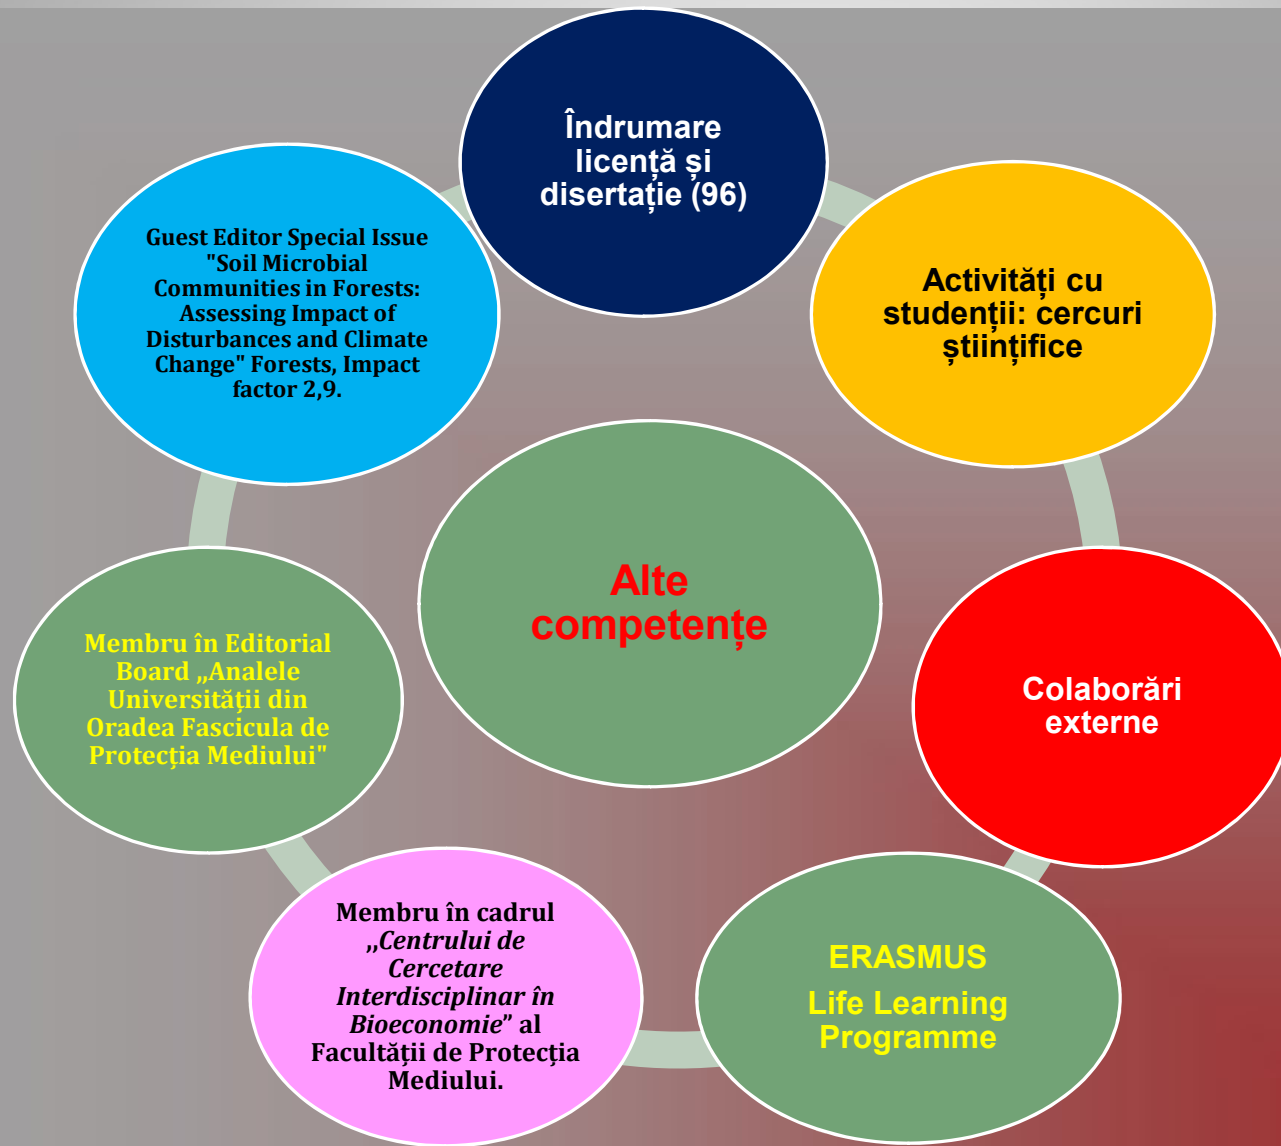 Îndrumare
licență și
disertație (96)
Activități cu
studenții: cercuri
științifice
Colaborări
externe
ERASMUS
Life Learning
Programme
Membru în cadrul
,,Centrului de
Cercetare
Interdisciplinar în
Bioeconomie” al
Facultății de Protecția
Mediului.
Membru în Editorial
Board „Analele
Universității din
Oradea Fascicula de
Protecția Mediului"
Guest Editor Special Issue
"Soil Microbial
Communities in Forests:
Assessing Impact of
Disturbances and Climate
Change" Forests, Impact
factor 2,9.
Alte
competențe